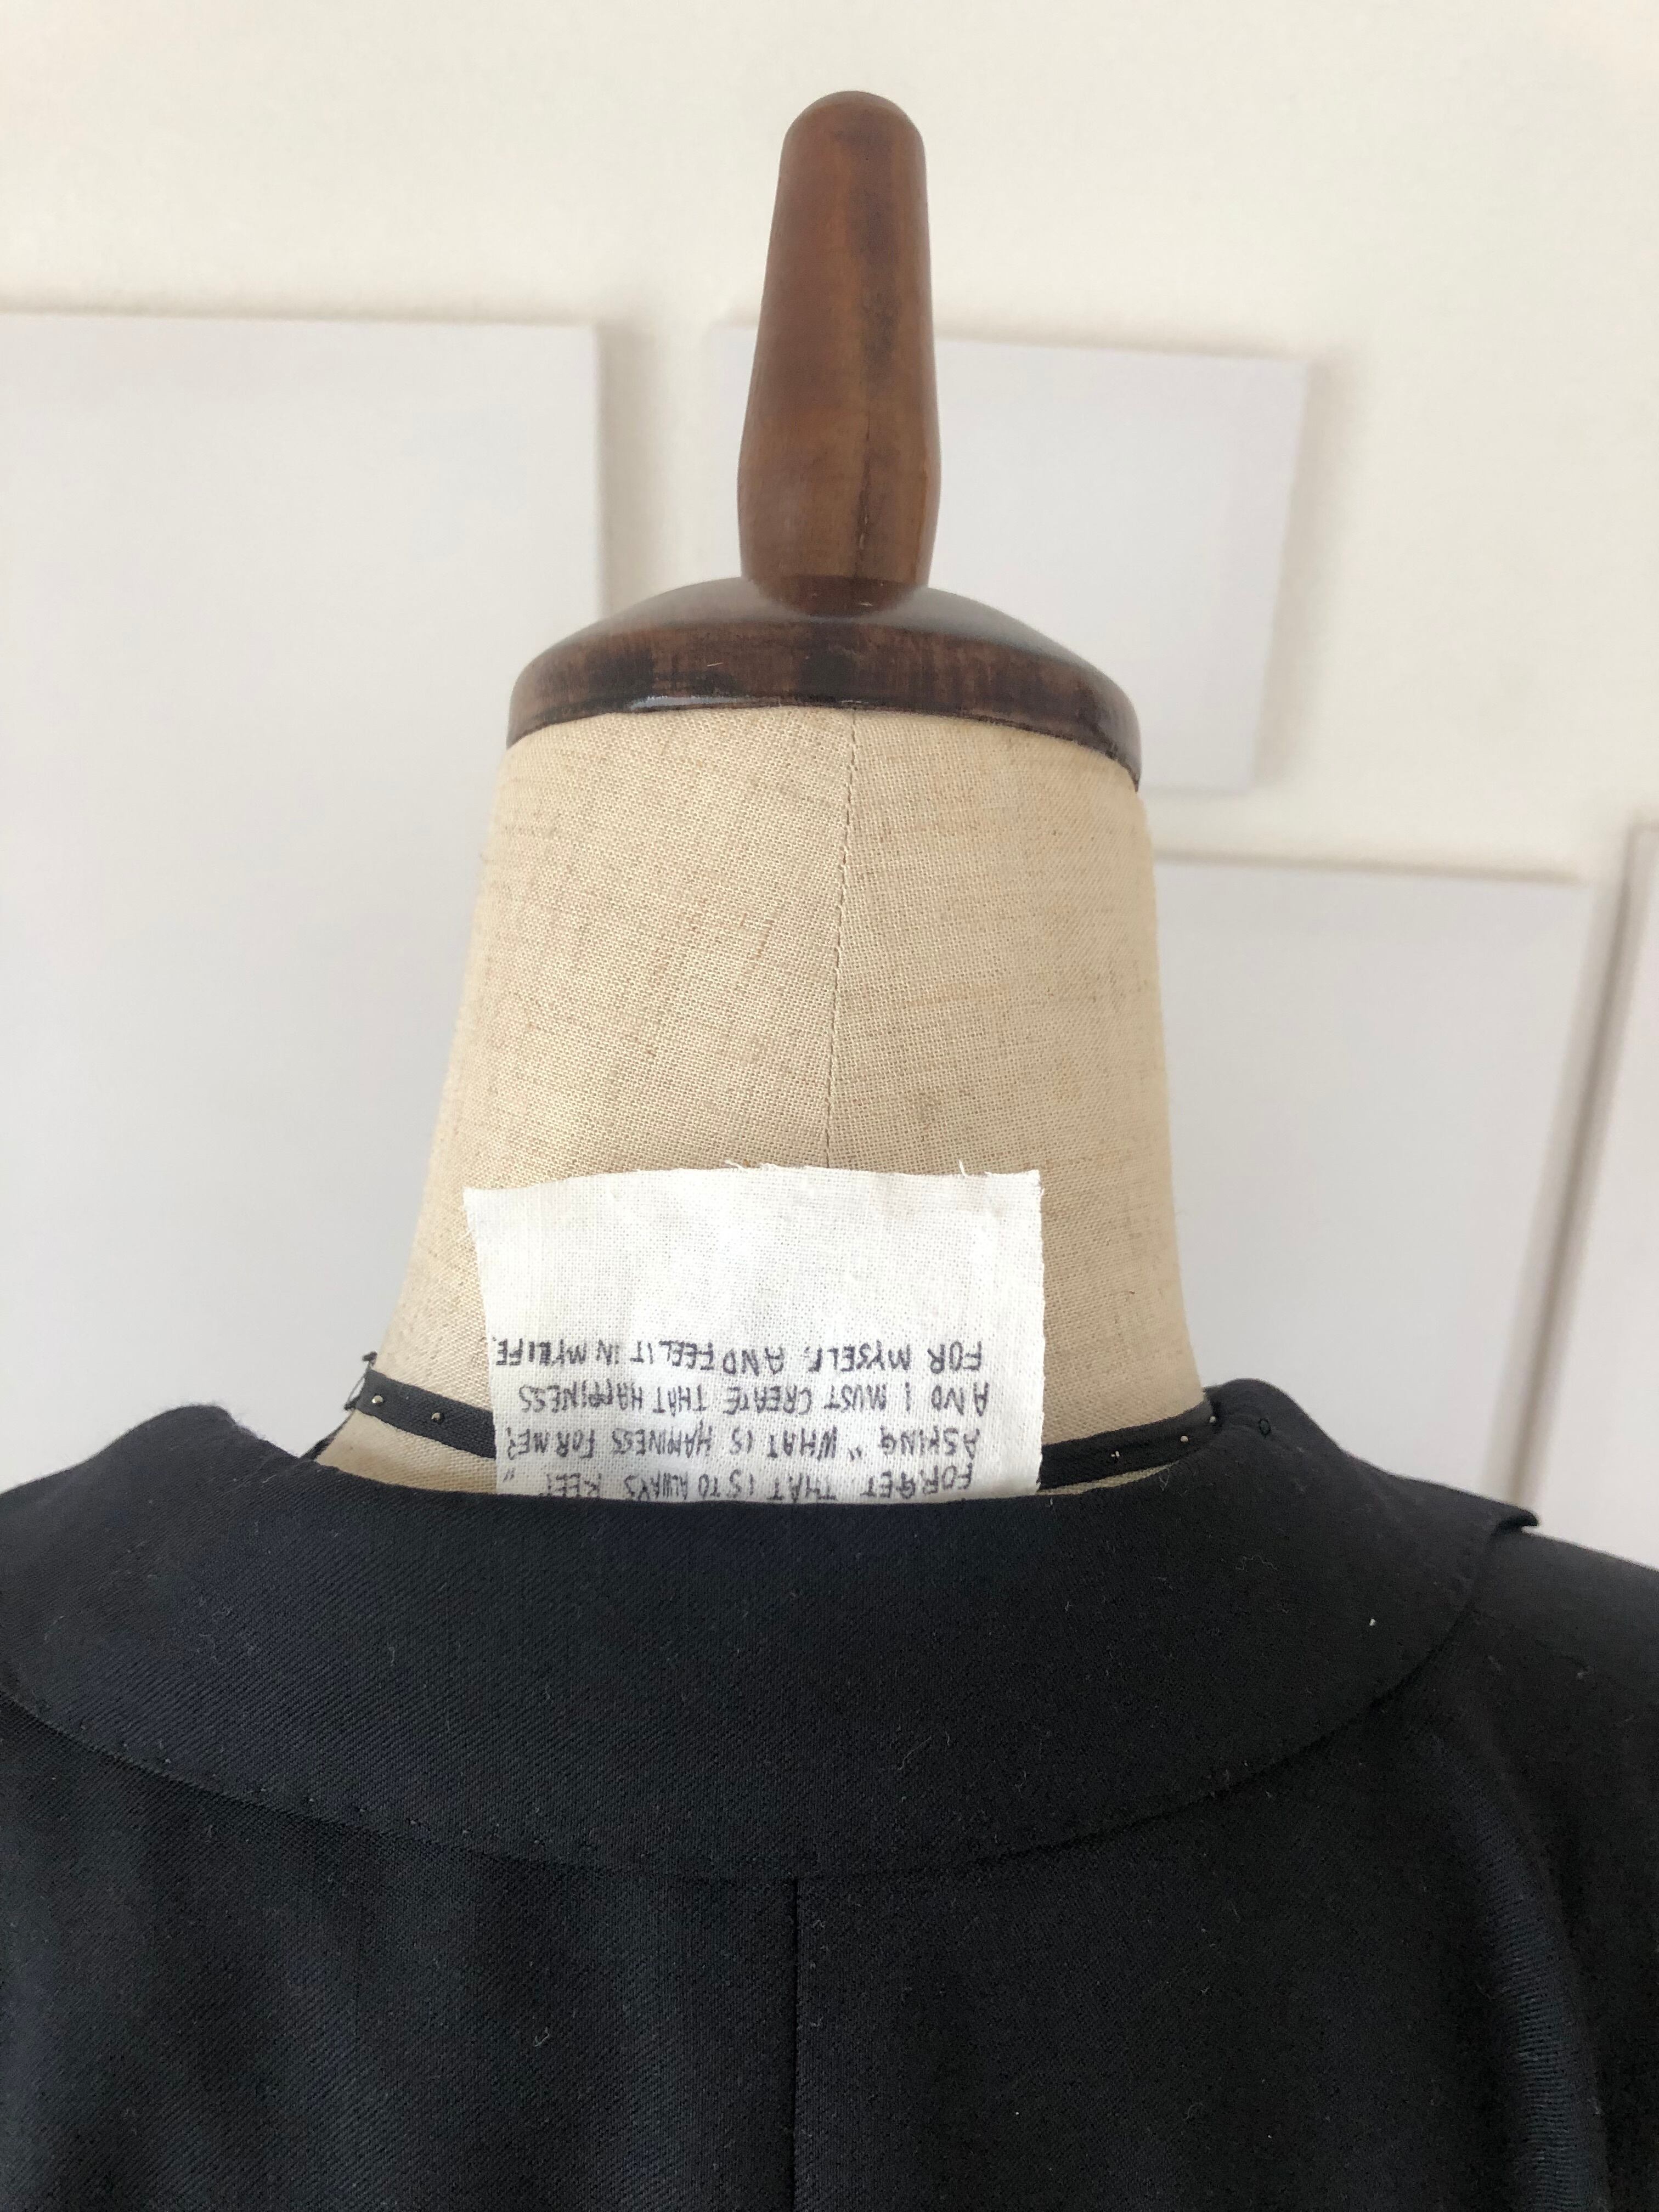 FORGET THAT IS TO ALWAYS KEEP
ASKING "WHAT IS HAPPINESS FOR ME?"
AND I MUST CREATE THAT HAPPINESS
FOR MYSELF, AND FEEL IT IN MY LIFE.